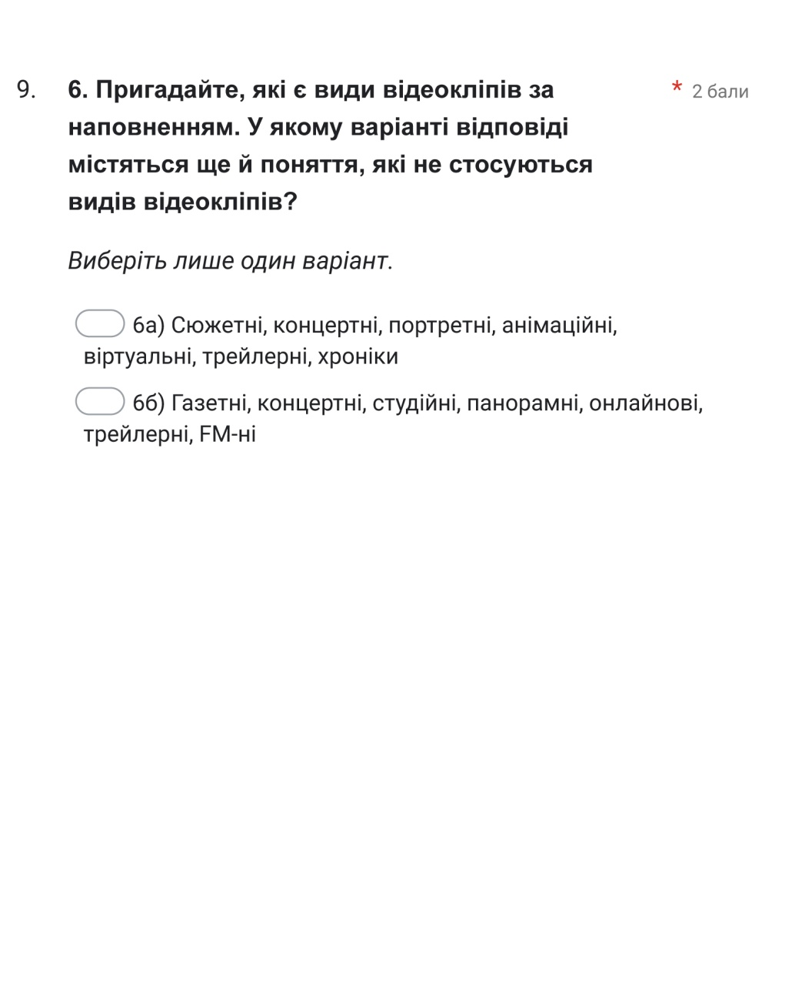 9. 6. Пригадайте, які є види відеокліпів за * 2 бали
наповненням. У якому варіанті відповіді
містяться ще й поняття, які не стосуються
видів відеокліпів?
Виберіть лише один варіант.
6а) Сюжетні, концертні, портретні, анімаційні,
віртуальні, трейлерні, хроніки
6б) Газетні, концертні, студійні, панорамні, онлайнові,
трейлерні, FM-ні